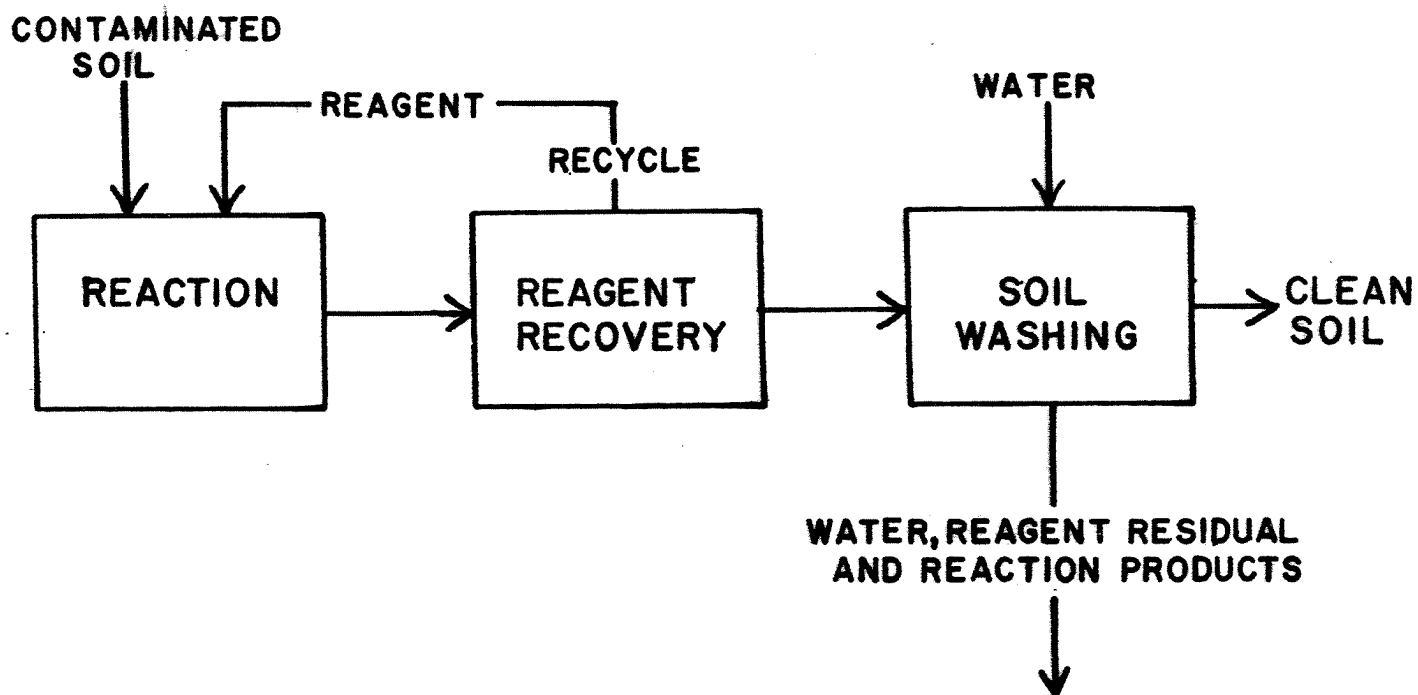 CONTAMINATED
SOIL
REAGENT
RECYCLE
WATER
REACTION
REAGENT
RECOVERY
SOIL
WASHING
CLEAN
SOIL
WATER, REAGENT RESIDUAL
AND REACTION PRODUCTS